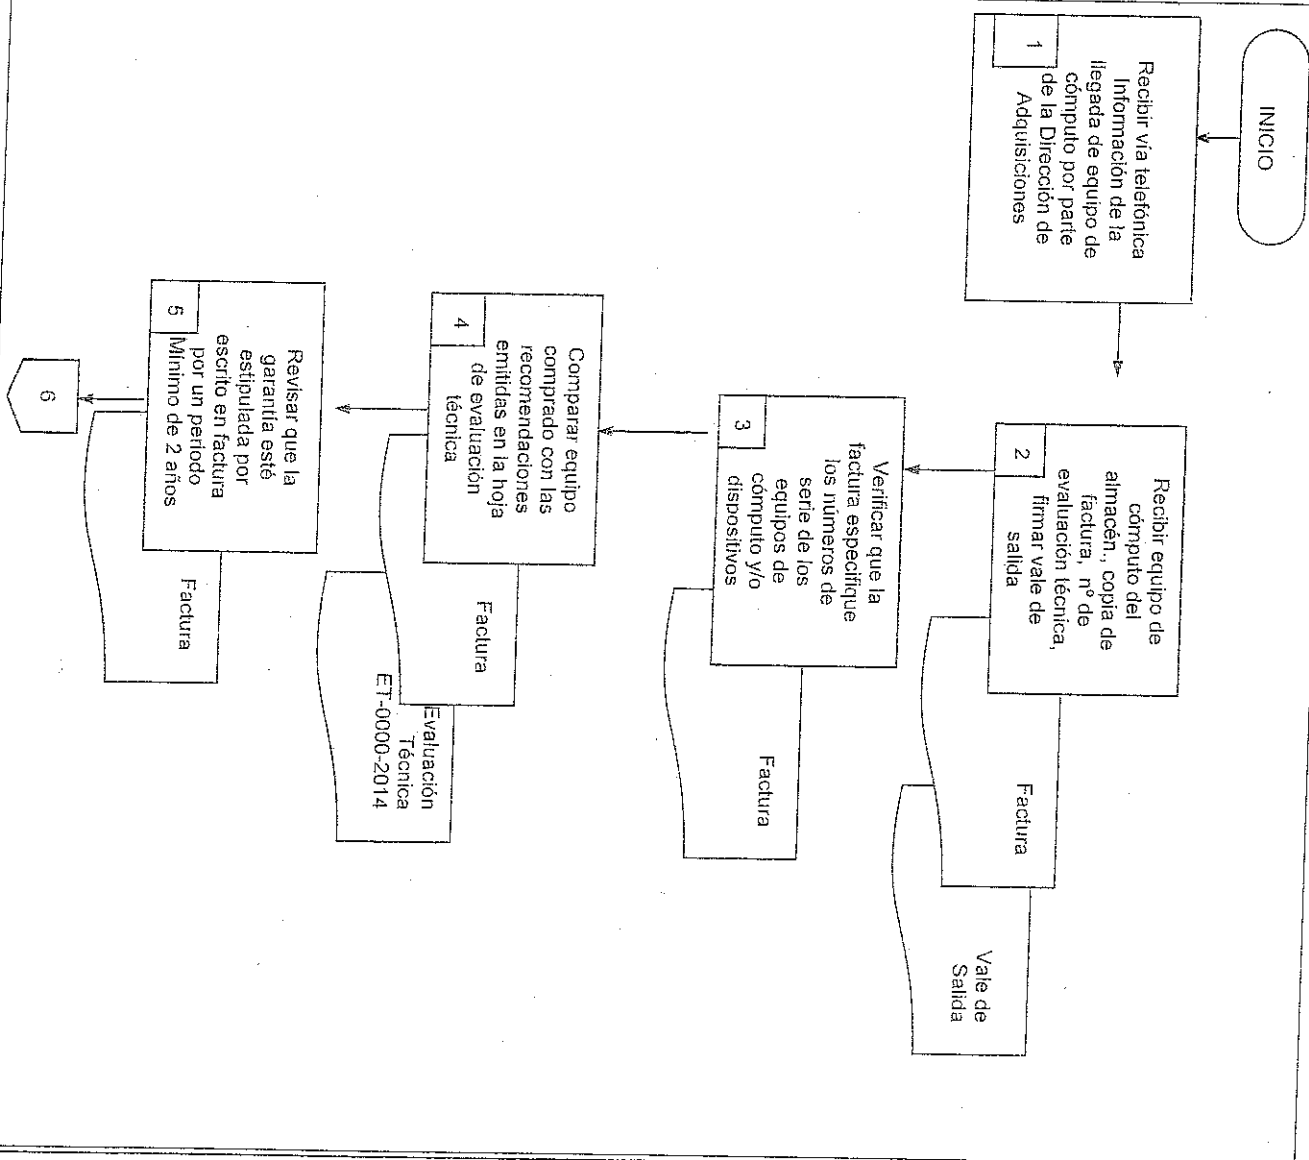 INICIO
Recibir vía telefónica
Información de la
llegada de equipo de
cómputo por parte
de la Dirección de
Adquisiciones
1
Recibir equipo de
cómputo del
almacén., copia de
factura, nº de
evaluación técnica,
firmar vale de
salida
2
Factura
Vale de
Salida
Verificar que la
factura especifique
los números de
serie de los
equipos de
cómputo y/o
dispositivos
3
Factura
Comparar equipo
comprado con las
recomendaciones
emitidas en la hoja
de evaluación
técnica
4
Factura
Evaluación
Técnica
ET-0000-2014
Revisar que la
garantía esté
estipulada por
escrito en factura
por un periodo
Mínimo de 2 años
5
Factura
6